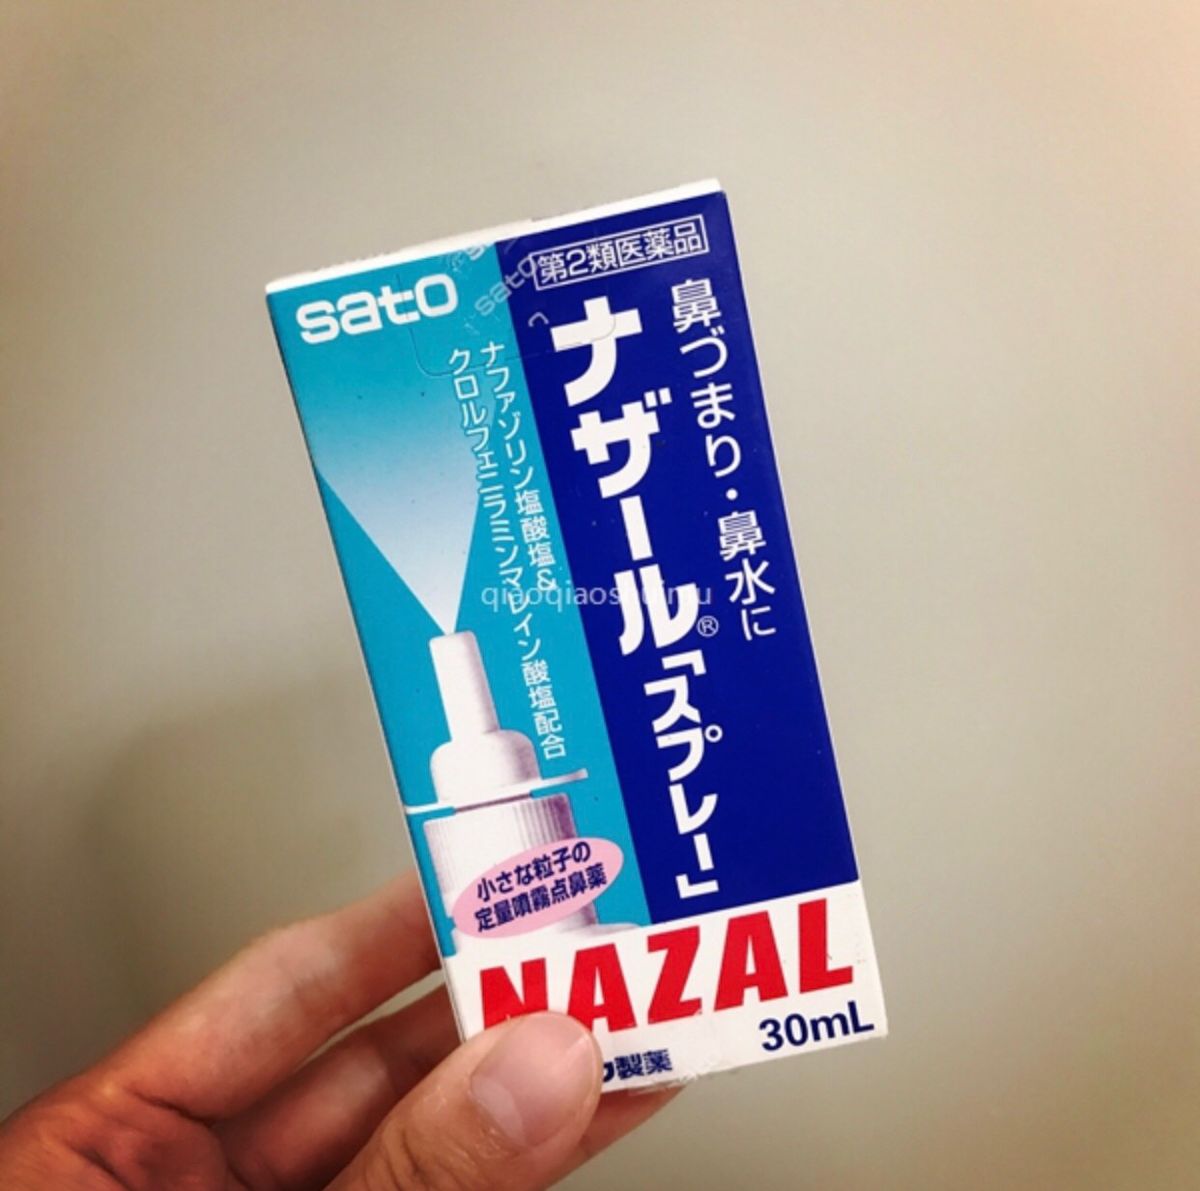 sato
sato
第2類医薬品
鼻づまり・鼻水に
ナザール®「スプレー」
ナファゾリン塩酸塩&
クロルフェニラミンマレイン酸塩配合
qiaoqiaoshuimu
小さな粒子の
定量噴霧点鼻薬
NAZAL
30mL
製薬